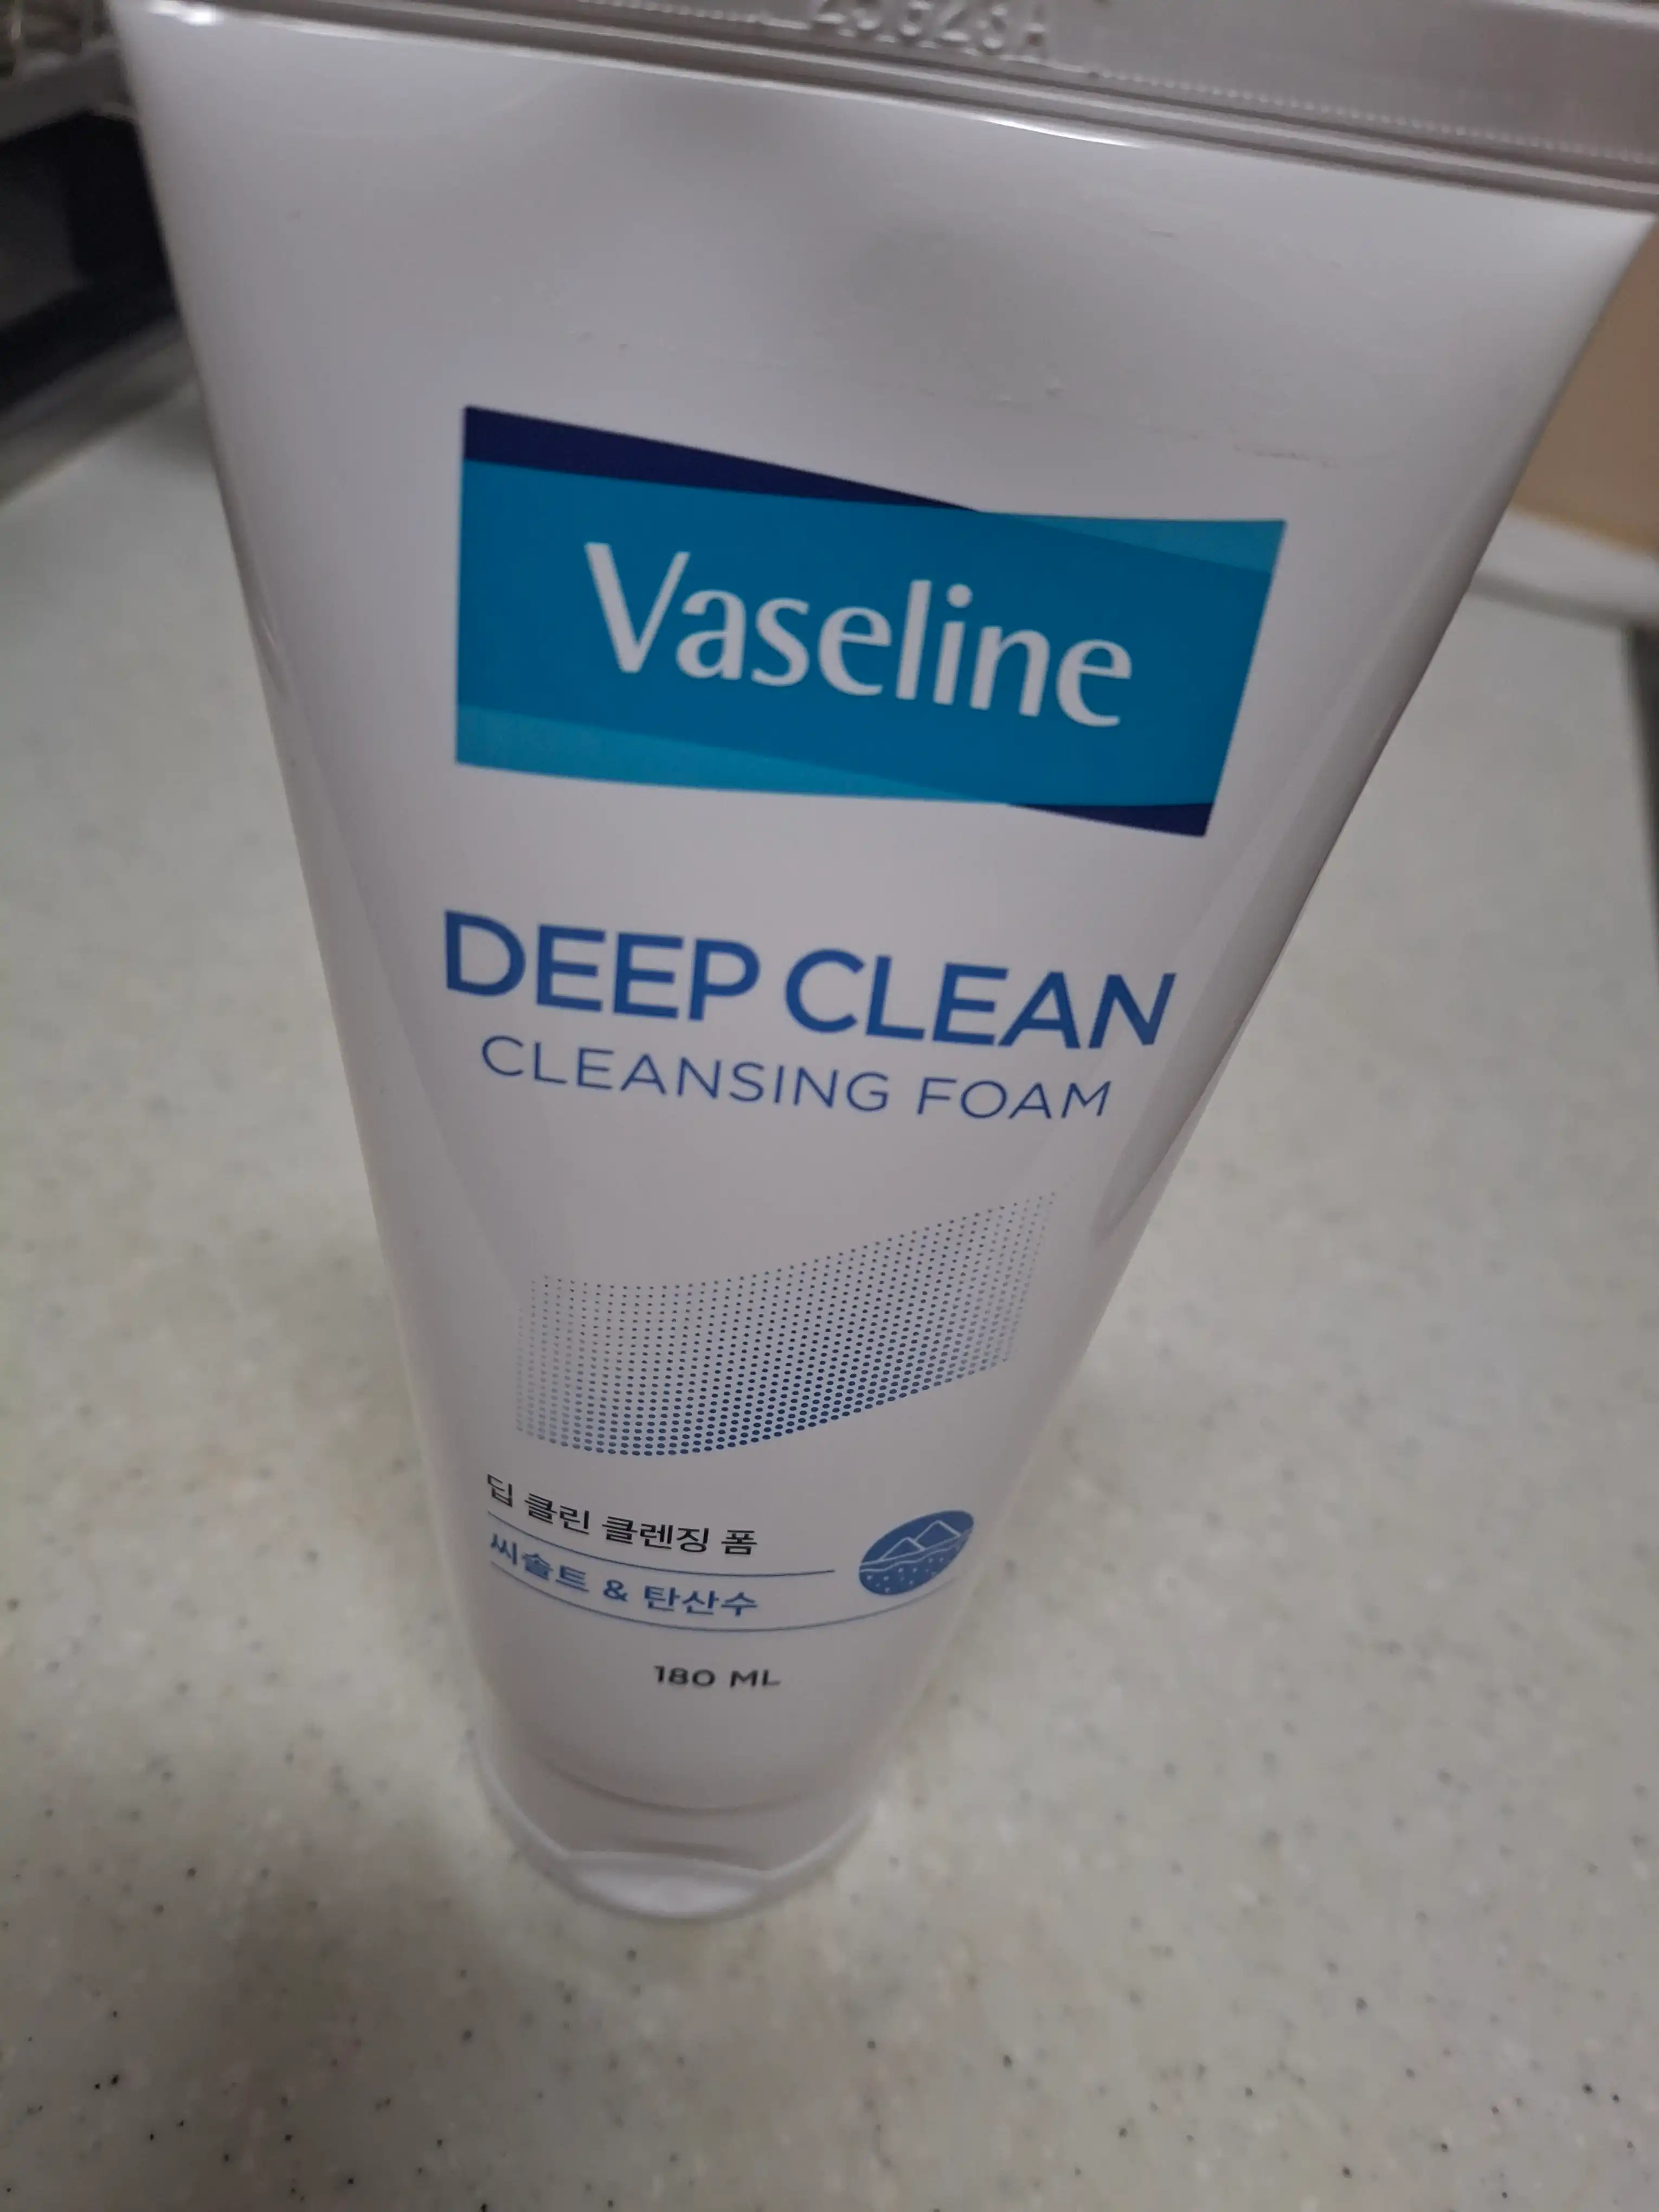 Vaseline
DEEP CLEAN
CLEANSING FOAM
딥 클린 클렌징 폼
씨솔트 & 탄산수
180 ML